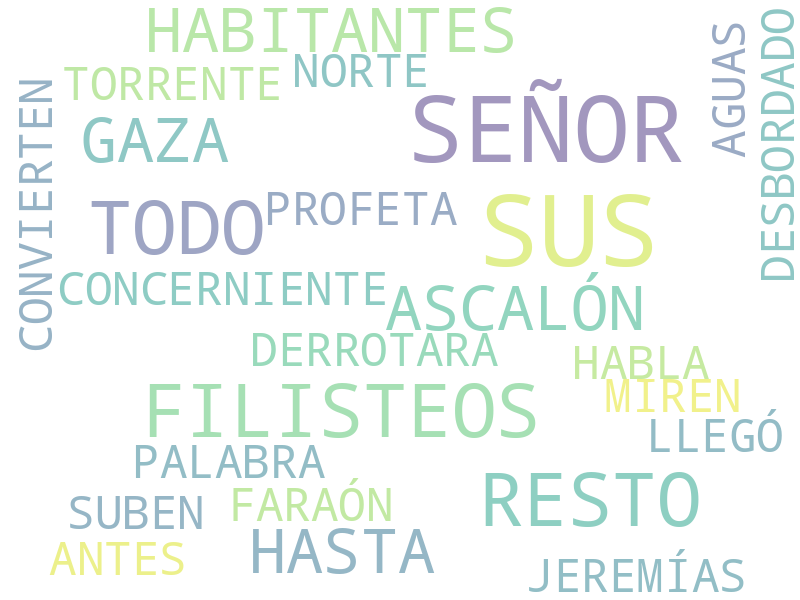 HABITANTES
TORRENTE
NORTE
AGUAS
DESBORDADO
GAZA
SEÑOR
CONVIERTEN
TODO
PROFETA
SUS
CONCERNIENTE
ASCALÓN
DERROTARA
HABLA
MIREN
FILISTEOS
LLEGÓ
PALABRA
SUBEN
FARAÓN
RESTO
ANTES
HASTA
JEREMÍAS